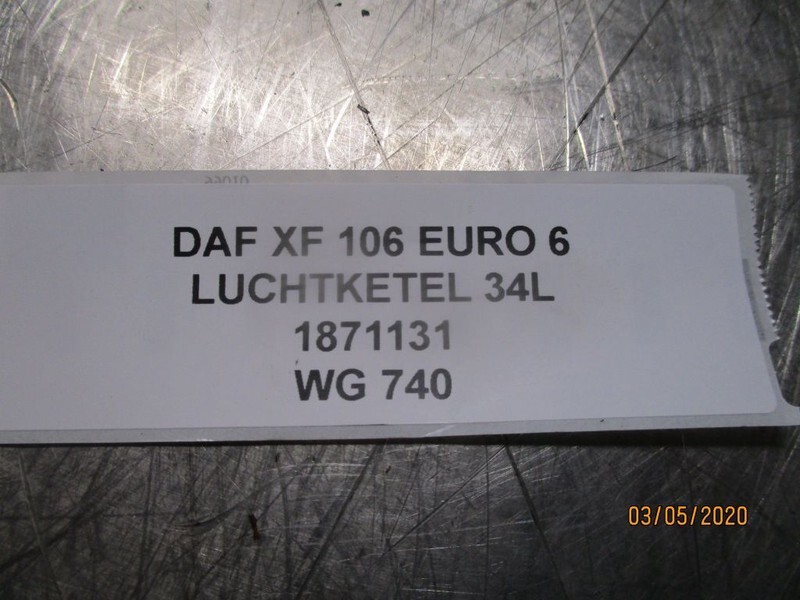 DAF XF 106 EURO 6
LUCHTKETEL 34L
1871131
WG 740
03/05/2020